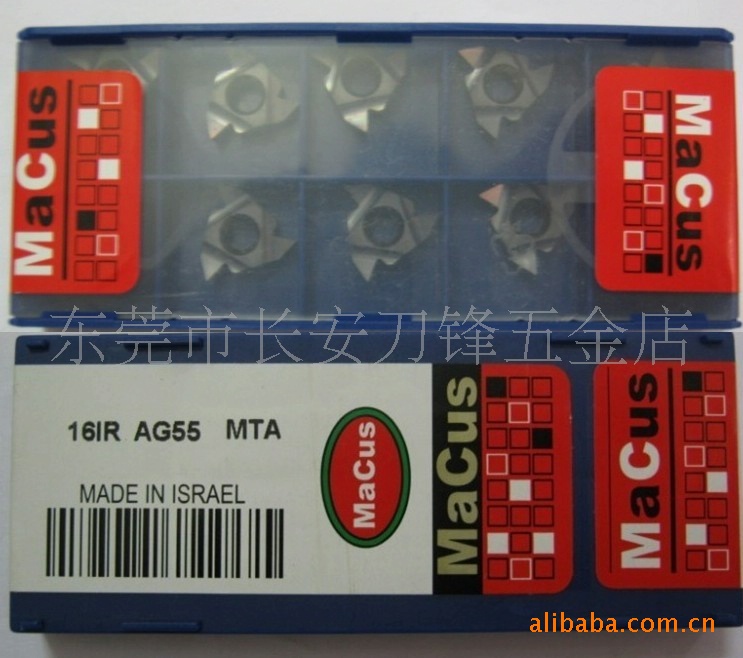 MaCus
MaCus
东莞市长安刀锋五金店
16IR AG55 MTA
MADE IN ISRAEL
MaCus
MaCus
MaCus
alibaba.com.cn